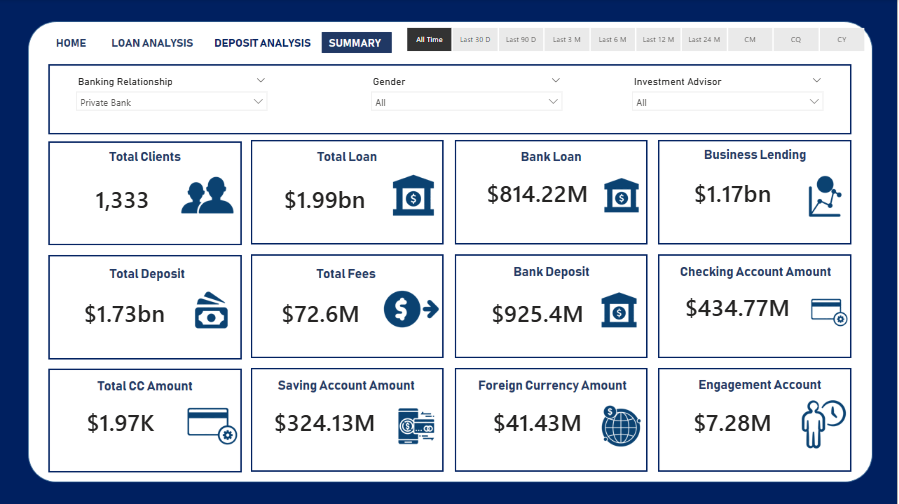 HOME LOAN ANALYSIS DEPOSIT ANALYSIS SUMMARY All Time Last 30 D Last 90 D Last 3 M Last 6 M Last 12 M Last 24 M CM CQ CY
Banking Relationship Gender Investment Advisor
Private Bank All All
Total Clients Total Loan Bank Loan Business Lending
1,333 $1.99bn $814.22M $1.17bn
Total Deposit Total Fees Bank Deposit Checking Account Amount
$1.73bn $72.6M $925.4M $434.77M
Total CC Amount Saving Account Amount Foreign Currency Amount Engagement Account
$1.97K $324.13M $41.43M $7.28M